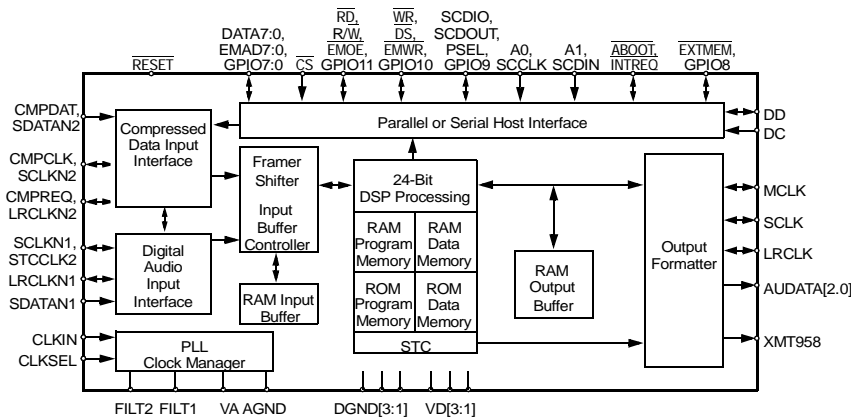 RD, WR, SCDIO,
DATA7:0, R/W, DS, SCDOUT,
EMAD7:0, EMOE, EMWR, PSEL, A0, A1, ABOOT, EXTMEM,
RESET GPIO7:0 CS GPIO11 GPIO10 GPIO9 SCCLK SCDIN INTREQ GPIO8
CMPDAT,
SDATAN2
CMPCLK,
SCLKN2
CMPREQ,
LRCLKN2
SCLKN1,
STCCLK2
LRCLKN1
SDATAN1
CLKIN
CLKSEL
Compressed
Data Input
Interface
Digital
Audio
Input
Interface
PLL
Clock Manager
Framer
Shifter
Input
Buffer
Controller
RAM Input
Buffer
Parallel or Serial Host Interface
24-Bit
DSP Processing
RAM
Program
Memory
RAM
Data
Memory
ROM
Program
Memory
ROM
Data
Memory
STC
RAM
Output
Buffer
Output
Formatter
DD
DC
MCLK
SCLK
LRCLK
AUDATA[2.0]
XMT958
FILT2 FILT1 VA AGND DGND[3:1] VD[3:1]